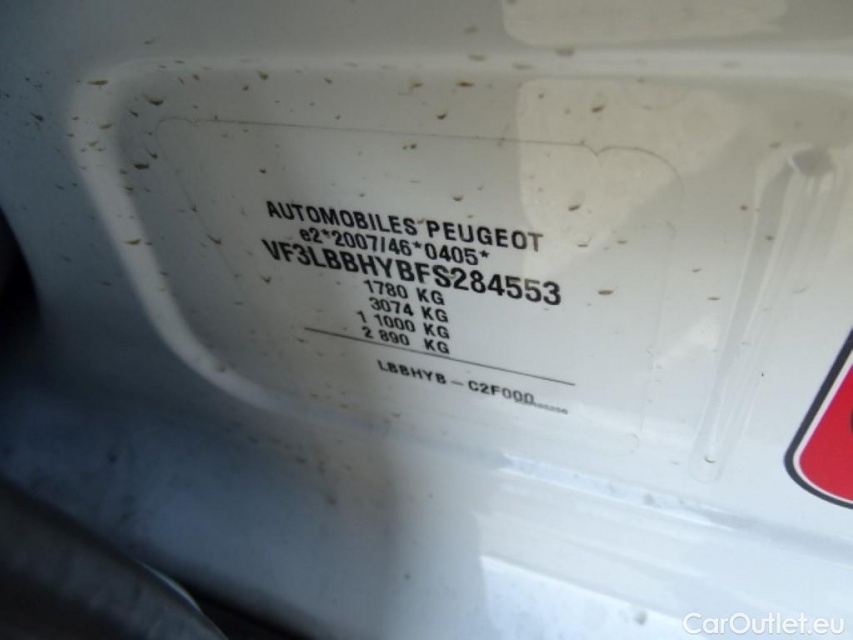 AUTOMOBILES PEUGEOT
e2*2007/46*0405*
VF3LBBHYBFS284553
1780 KG
3074 KG
1 1000 KG
2 890 KG
LBBHYB - C2F000
CarOutlet.eu